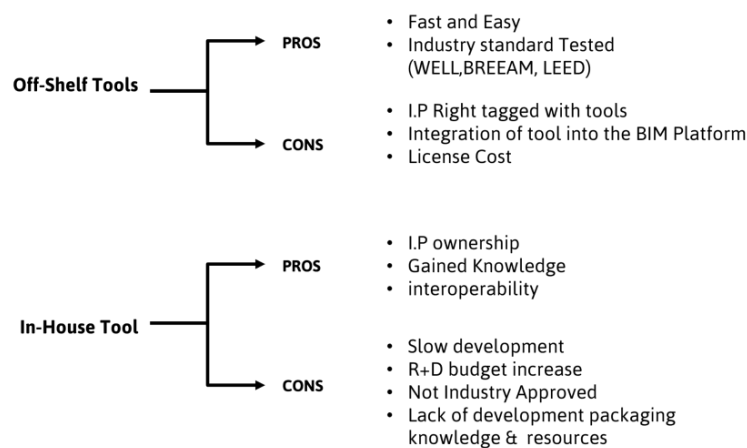 Off-Shelf Tools
PROS
• Fast and Easy
• Industry standard Tested
(WELL,BREEAM, LEED)
CONS
• I.P Right tagged with tools
• Integration of tool into the BIM Platform
• License Cost
In-House Tool
PROS
• I.P ownership
• Gained Knowledge
• interoperability
CONS
• Slow development
• R+D budget increase
• Not Industry Approved
• Lack of development packaging
knowledge & resources